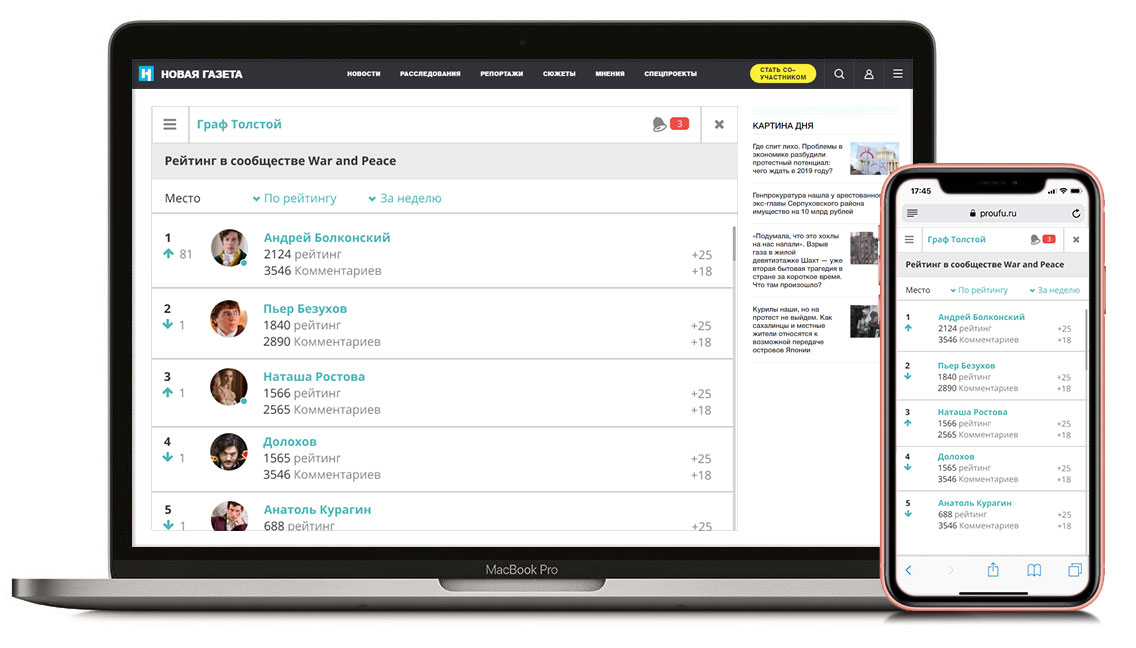 НОВАЯ ГАЗЕТА
НОВОСТИ РАССЛЕДОВАНИЯ РЕПОРТАЖИ СЮЖЕТЫ МНЕНИЯ СПЕЦПРОЕКТЫ
СТАТЬ СО-
УЧАСТНИКОМ
Граф Толстой 3
Рейтинг в сообществе War and Peace
Место По рейтингу За неделю
1 Андрей Болконский
81 2124 рейтинг +25
3546 Комментариев +18
2 Пьер Безухов
1 1840 рейтинг +25
2890 Комментариев +18
3 Наташа Ростова
1 1566 рейтинг +25
2565 Комментариев +18
4 Долохов
1 1565 рейтинг +25
3546 Комментариев +18
5 Анатоль Курагин
1 688 рейтинг +25
КАРТИНА ДНЯ
Где спит лихо. Проблемы в
экономике разбудили
протестный потенциал:
чего ждать в 2019 году?
Генпрокуратура нашла у арестованного
экс-главы Серпуховского района
имущество на 10 млрд рублей
«Подумала, что это хохлы
на нас напали». Взрыв
газа в жилой
девятиэтажке Шахт — уже
вторая бытовая трагедия в
стране за короткое время.
Что там произошло?
Курилы наши, но на
протест не выйдем. Как
сахалинцы и местные
жители относятся к
возможной передаче
островов Японии
MacBook Pro
17:45
proufu.ru
Граф Толстой 3
Рейтинг в сообществе War and Peace
Место По рейтингу За неделю
1 Андрей Болконский
2124 рейтинг +25
3546 Комментариев +18
2 Пьер Безухов
1840 рейтинг +25
2890 Комментариев +18
3 Наташа Ростова
1566 рейтинг +25
2565 Комментариев +18
4 Долохов
1565 рейтинг +25
3546 Комментариев +18
5 Анатоль Курагин
688 рейтинг +25
3546 Комментариев +18